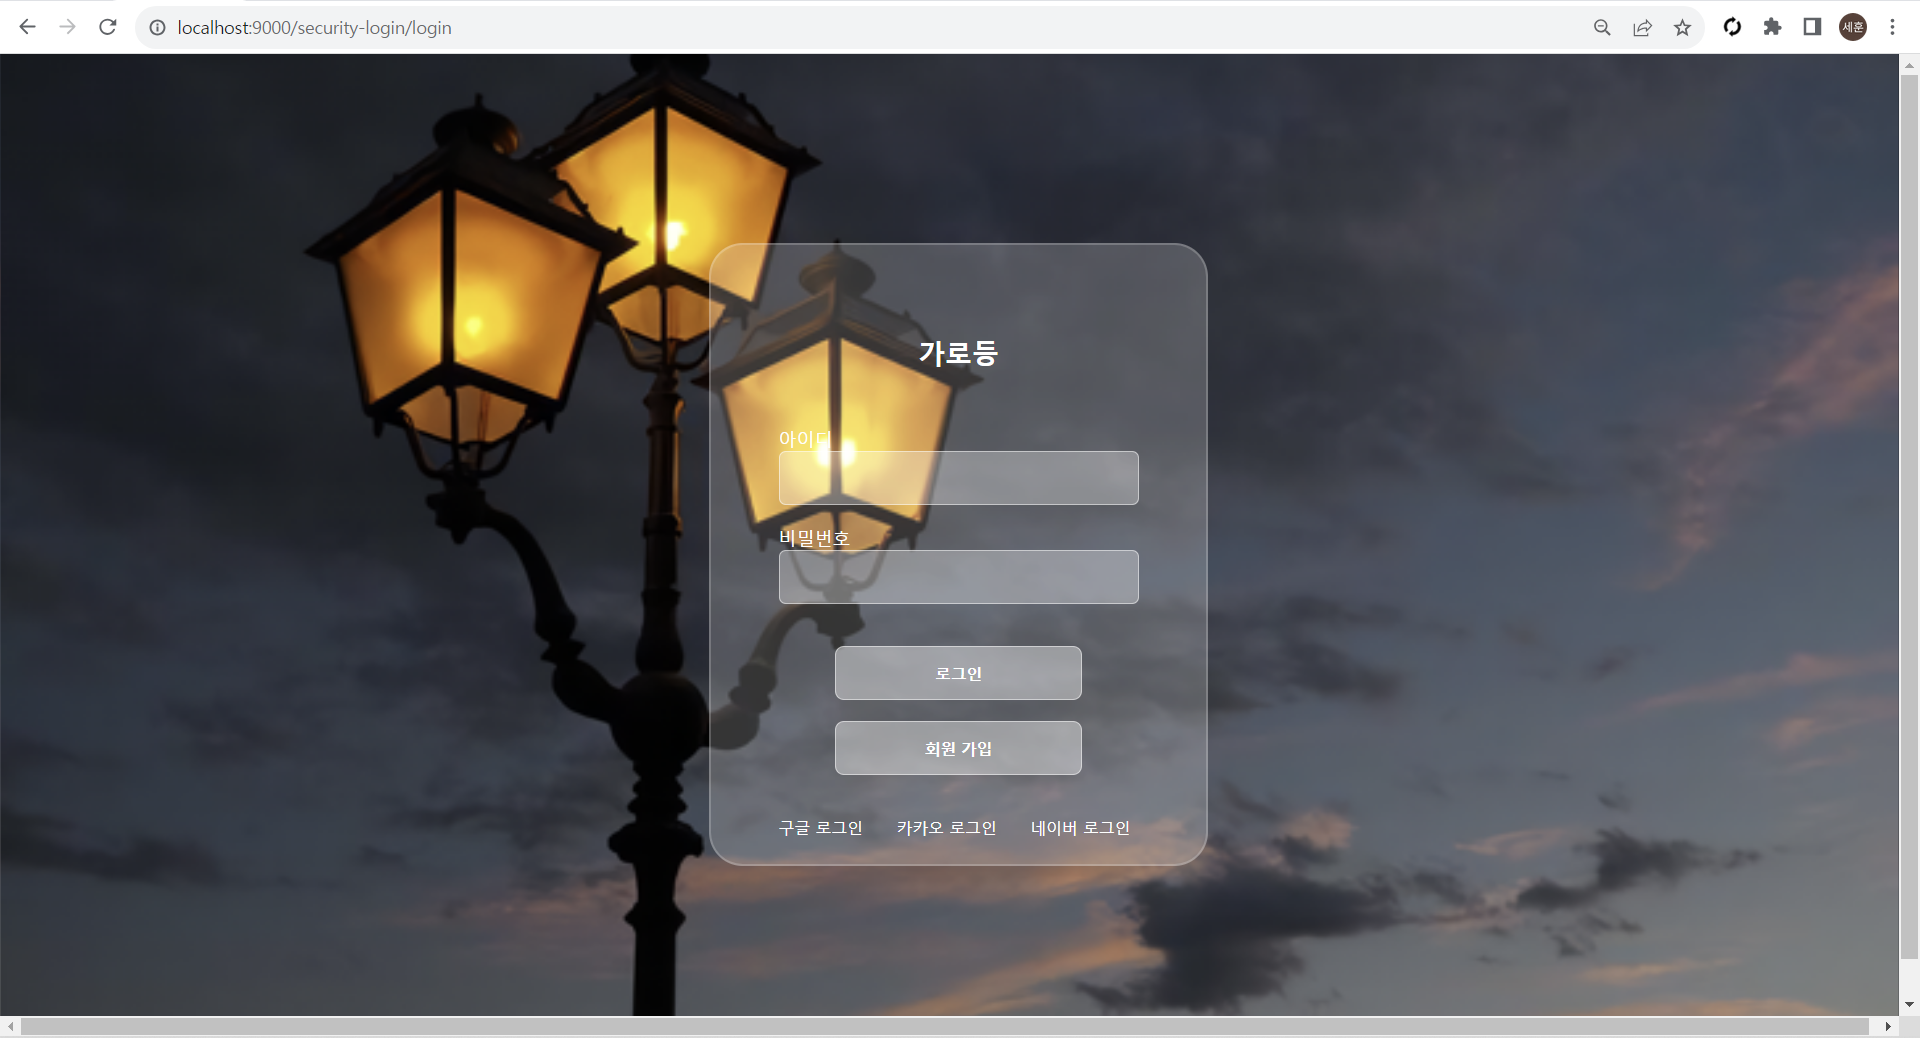 localhost:9000/security-login/login
세훈
가로등
아이디
비밀번호
로그인
회원 가입
구글 로그인 카카오 로그인 네이버 로그인